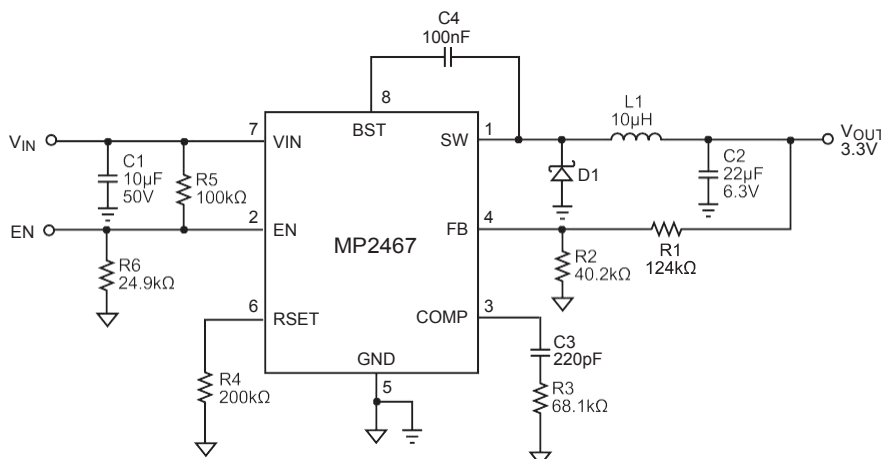 C4
100nF
8
BST
L1
10µH
V_IN
7
VIN
SW
1
V_OUT
3.3V
C1
10µF
50V
R5
100kΩ
D1
C2
22µF
6.3V
EN
2
EN
MP2467
FB
4
R1
124kΩ
R2
40.2kΩ
R6
24.9kΩ
6
RSET
COMP
3
C3
220pF
GND
5
R4
200kΩ
R3
68.1kΩ